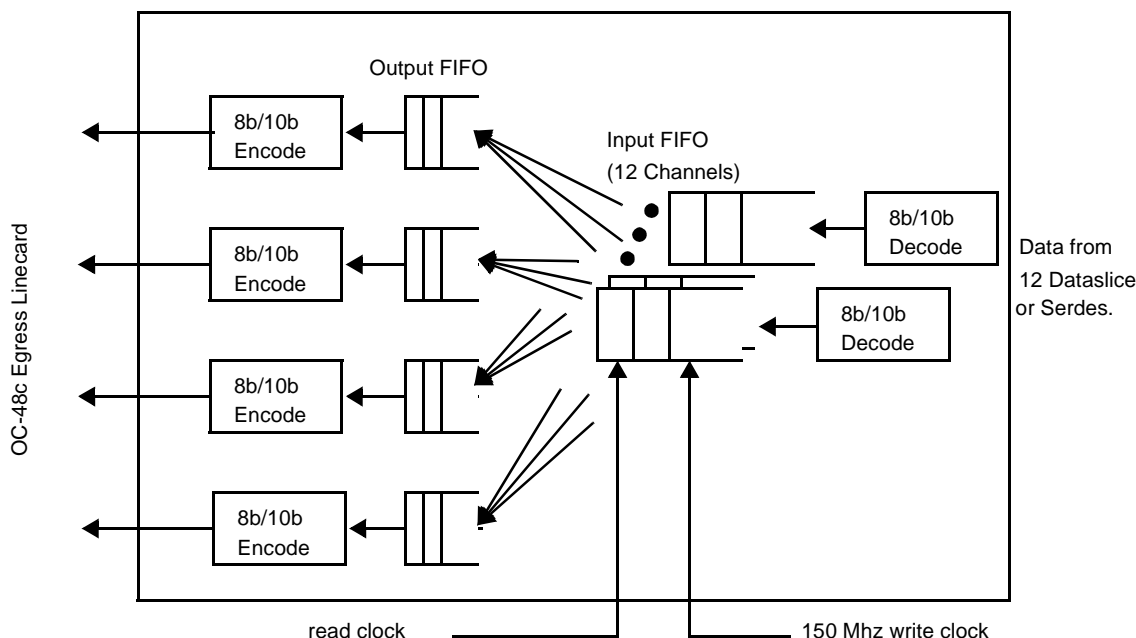 Output FIFO
8b/10b
Encode
Input FIFO
(12 Channels)
8b/10b
Decode
8b/10b
Encode
Data from
12 Dataslice
or Serdes.
8b/10b
Decode
OC-48c Egress Linecard
8b/10b
Encode
8b/10b
Encode
read clock
150 Mhz write clock